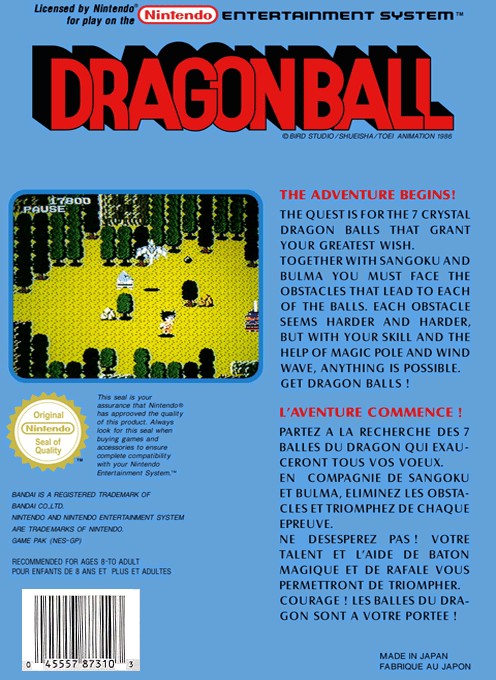 Licensed by Nintendo®
for play on the
Nintendo ENTERTAINMENT SYSTEM™
DRAGON BALL
© BIRD STUDIO / SHUEISHA / TOEI ANIMATION 1986
17800
PAUSE
THE ADVENTURE BEGINS!
THE QUEST IS FOR THE 7 CRYSTAL
DRAGON BALLS THAT GRANT
YOUR GREATEST WISH.
TOGETHER WITH SANGOKU AND
BULMA YOU MUST FACE THE
OBSTACLES THAT LEAD TO EACH
OF THE BALLS. EACH OBSTACLE
SEEMS HARDER AND HARDER,
BUT WITH YOUR SKILL AND THE
HELP OF MAGIC POLE AND WIND
WAVE, ANYTHING IS POSSIBLE.
GET DRAGON BALLS !
L'AVENTURE COMMENCE !
PARTEZ A LA RECHERCHE DES 7
BALLES DU DRAGON QUI EXAU-
CERONT TOUS VOS VOEUX.
EN COMPAGNIE DE SANGOKU
ET BULMA, ELIMINEZ LES OBSTA-
CLES ET TRIOMPHEZ DE CHAQUE
EPREUVE.
NE DESESPEREZ PAS ! VOTRE
TALENT ET L'AIDE DE BATON
MAGIQUE ET DE RAFALE VOUS
PERMETTRONT DE TRIOMPHER.
COURAGE ! LES BALLES DU DRA-
GON SONT A VOTRE PORTEE !
Original
Nintendo
Seal of
Quality
TM
This seal is your
assurance that Nintendo®
has approved the quality
of this product. Always
look for this seal when
buying games and
accessories to ensure
complete compatibility
with your Nintendo
Entertainment System.™
BANDAI IS A REGISTERED TRADEMARK OF
BANDAI CO.,LTD.
NINTENDO AND NINTENDO ENTERTAINMENT SYSTEM
ARE TRADEMARKS OF NINTENDO.
GAME PAK (NES-GP)
RECOMMENDED FOR AGES 8-TO ADULT
POUR ENFANTS DE 8 ANS ET PLUS ET ADULTES
0 45557 87310 3
MADE IN JAPAN
FABRIQUE AU JAPON